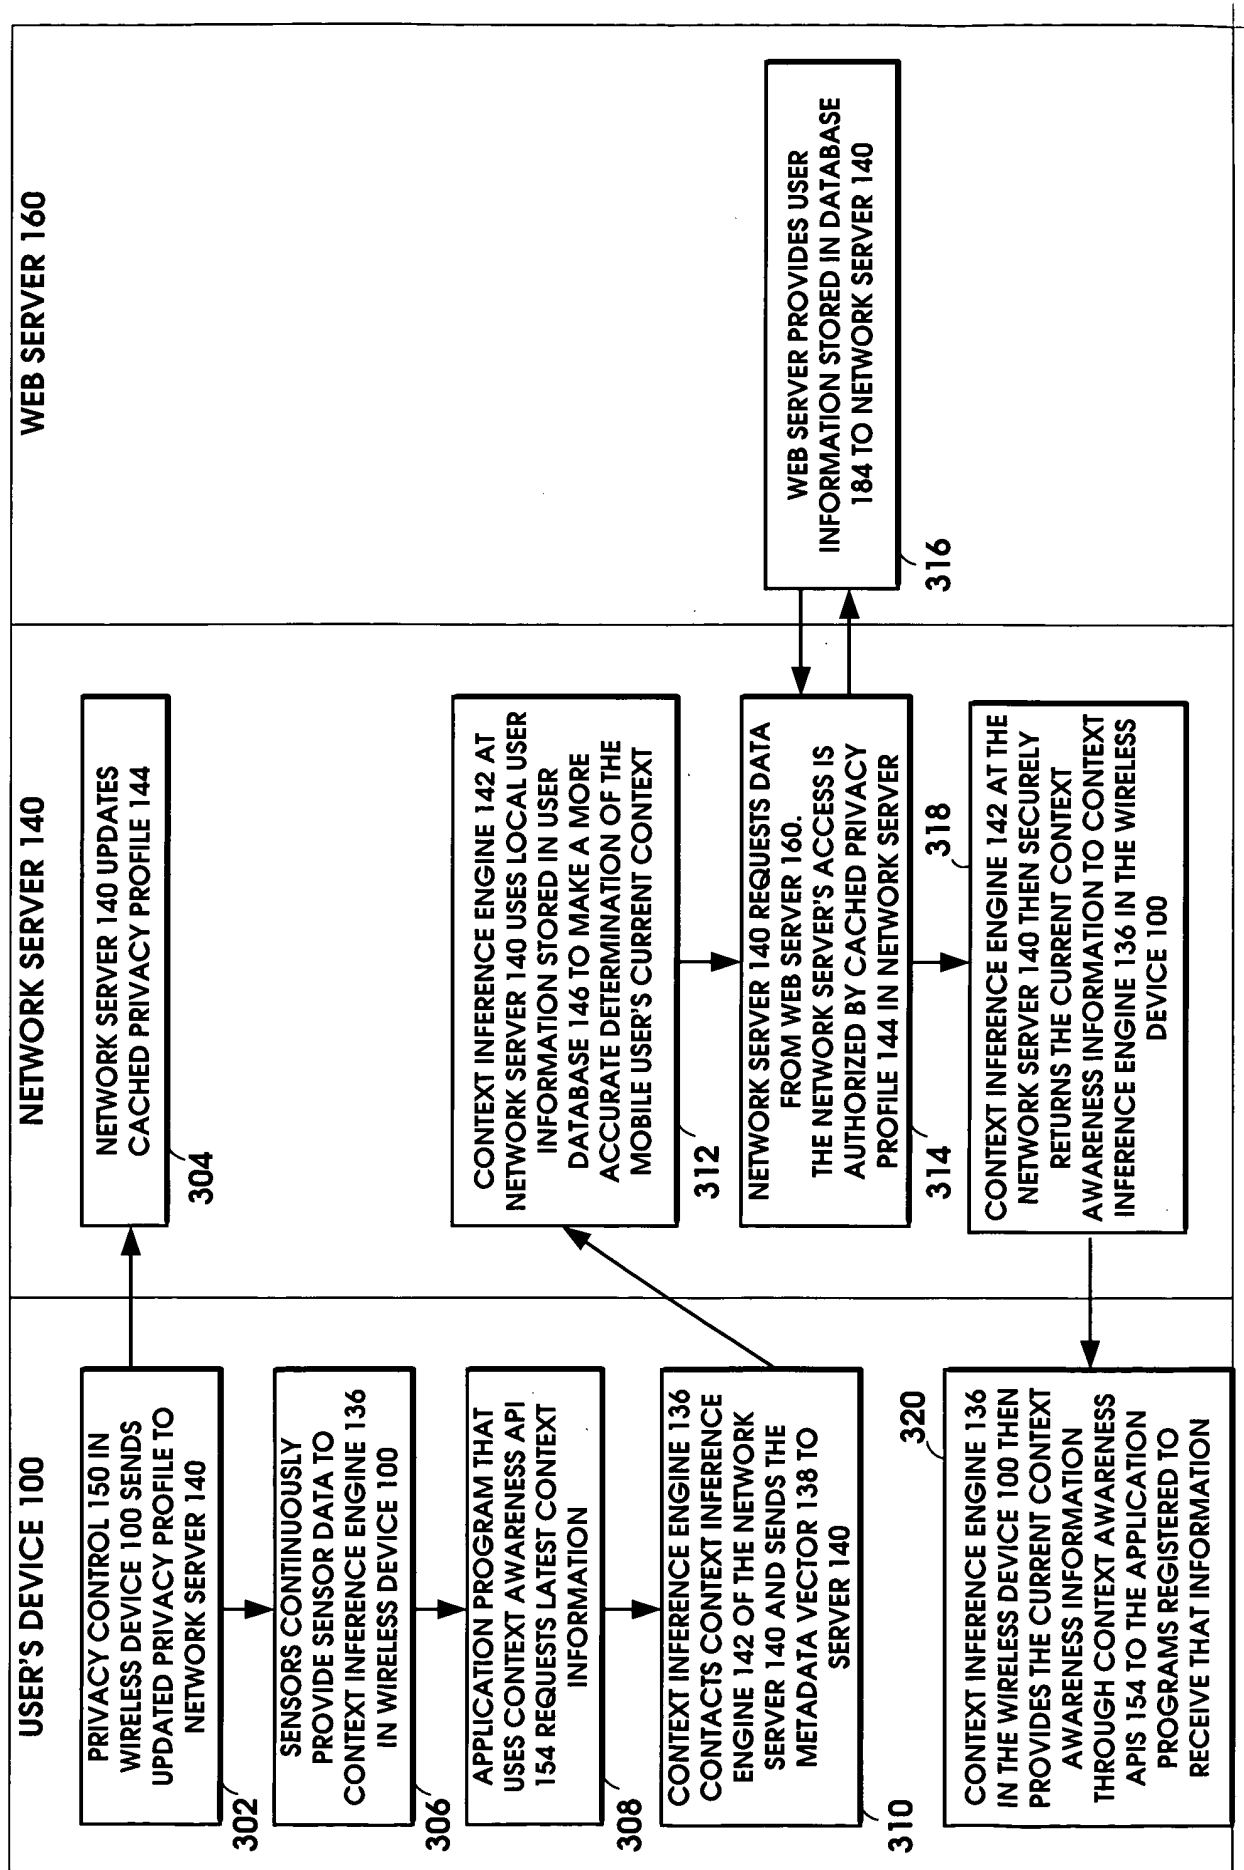 USER'S DEVICE 100
PRIVACY CONTROL 150 IN
WIRELESS DEVICE 100 SENDS
UPDATED PRIVACY PROFILE TO
NETWORK SERVER 140
302
SENSORS CONTINUOUSLY
PROVIDE SENSOR DATA TO
CONTEXT INFERENCE ENGINE 136
IN WIRELESS DEVICE 100
306
APPLICATION PROGRAM THAT
USES CONTEXT AWARENESS API
154 REQUESTS LATEST CONTEXT
INFORMATION
308
CONTEXT INFERENCE ENGINE 136
CONTACTS CONTEXT INFERENCE
ENGINE 142 OF THE NETWORK
SERVER 140 AND SENDS THE
METADATA VECTOR 138 TO
SERVER 140
310
320
CONTEXT INFERENCE ENGINE 136
IN THE WIRELESS DEVICE 100 THEN
PROVIDES THE CURRENT CONTEXT
AWARENESS INFORMATION
THROUGH CONTEXT AWARENESS
APIS 154 TO THE APPLICATION
PROGRAMS REGISTERED TO
RECEIVE THAT INFORMATION
NETWORK SERVER 140
NETWORK SERVER 140 UPDATES
CACHED PRIVACY PROFILE 144
304
CONTEXT INFERENCE ENGINE 142 AT
NETWORK SERVER 140 USES LOCAL USER
INFORMATION STORED IN USER
DATABASE 146 TO MAKE A MORE
ACCURATE DETERMINATION OF THE
MOBILE USER'S CURRENT CONTEXT
312
NETWORK SERVER 140 REQUESTS DATA
FROM WEB SERVER 160.
THE NETWORK SERVER'S ACCESS IS
AUTHORIZED BY CACHED PRIVACY
PROFILE 144 IN NETWORK SERVER
314
318
CONTEXT INFERENCE ENGINE 142 AT THE
NETWORK SERVER 140 THEN SECURELY
RETURNS THE CURRENT CONTEXT
AWARENESS INFORMATION TO CONTEXT
INFERENCE ENGINE 136 IN THE WIRELESS
DEVICE 100
WEB SERVER 160
WEB SERVER PROVIDES USER
INFORMATION STORED IN DATABASE
184 TO NETWORK SERVER 140
316